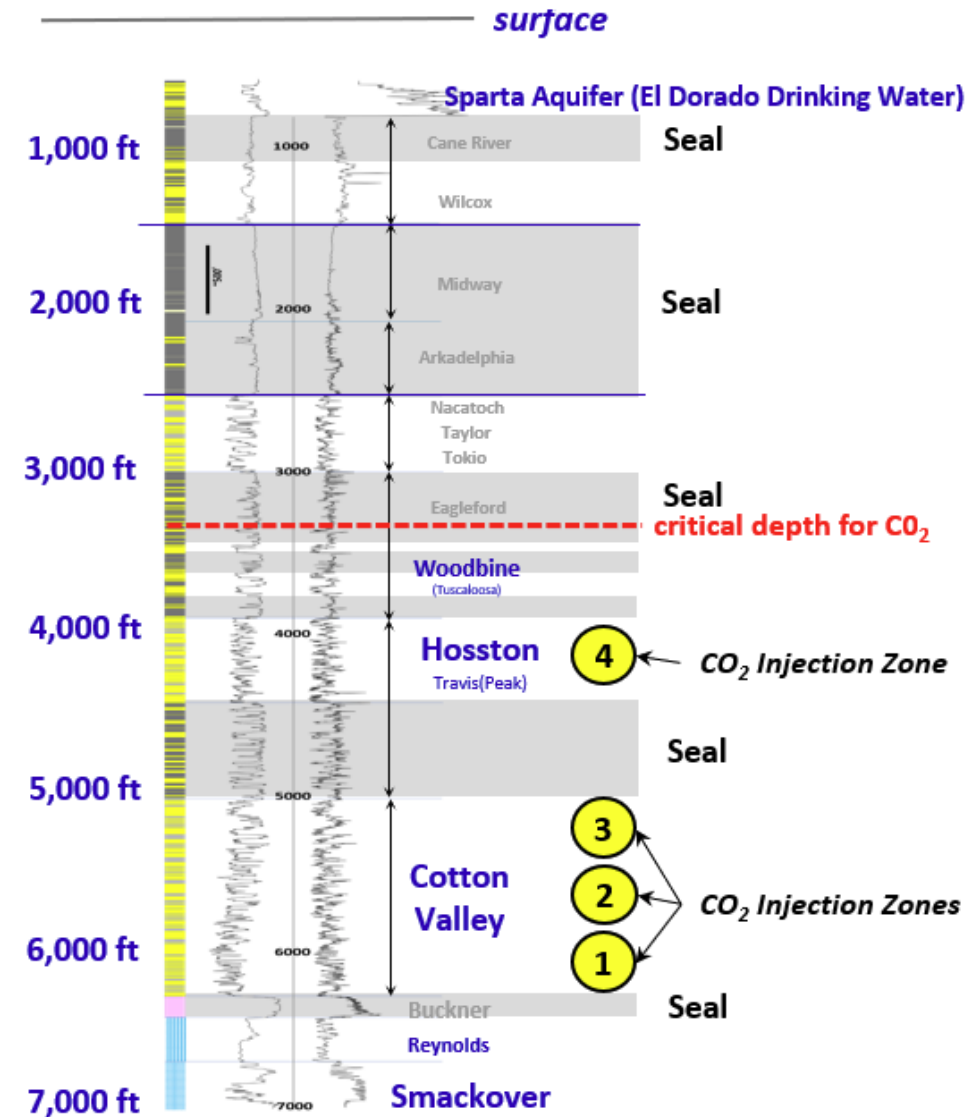 surface
Sparta Aquifer (El Dorado Drinking Water)
1,000 ft
1000
Cane River
Seal
Wilcox
Midway
500'
2,000 ft
2000
Seal
Arkadelphia
Nacatoch
Taylor
Tokio
3,000 ft
3000
Seal
Eagleford
critical depth for C0₂
Woodbine
(Tuscaloosa)
4,000 ft
4000
Hosston
4
CO₂ Injection Zone
Travis(Peak)
Seal
5,000 ft
5000
3
Cotton
Valley
2
CO₂ Injection Zones
6,000 ft
6000
1
Buckner
Seal
Reynolds
Smackover
7,000 ft
7000